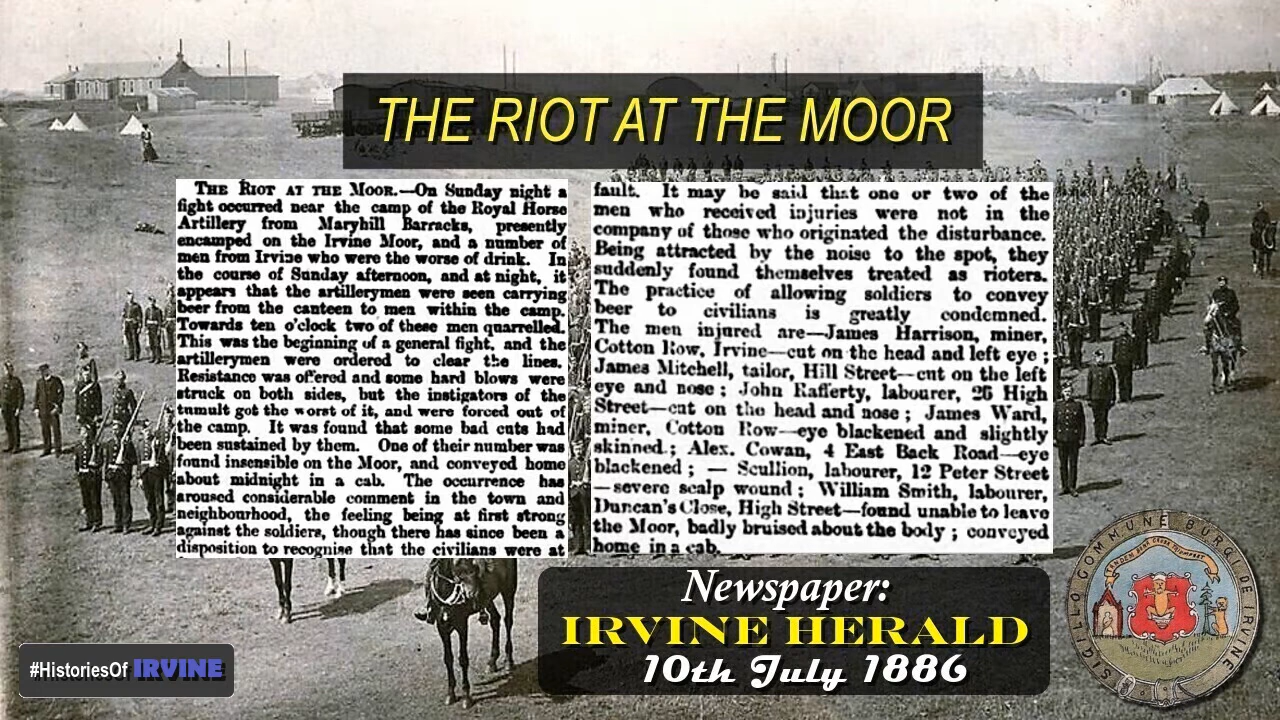 THE RIOT AT THE MOOR
THE RIOT AT THE MOOR.—On Sunday night a
fight occurred near the camp of the Royal Horse
Artillery from Maryhill Barracks, presently
encamped on the Irvine Moor, and a number of
men from Irvine who were the worse of drink. In
the course of Sunday afternoon, and at night, it
appears that the artillerymen were seen carrying
beer from the canteen to men within the camp.
Towards ten o'clock two of these men quarrelled.
This was the beginning of a general fight, and the
artillerymen were ordered to clear the lines.
Resistance was offered and some hard blows were
struck on both sides, but the instigators of the
tumult got the worst of it, and were forced out of
the camp. It was found that some bad cuts had
been sustained by them. One of their number was
found insensible on the Moor, and conveyed home
about midnight in a cab. The occurrence has
aroused considerable comment in the town and
neighbourhood, the feeling being at first strong
against the soldiers, though there has since been a
disposition to recognise that the civilians were at
fault. It may be said that one or two of the
men who received injuries were not in the
company of those who originated the disturbance.
Being attracted by the noise to the spot, they
suddenly found themselves treated as rioters.
The practice of allowing soldiers to convey
beer to civilians is greatly condemned.
The men injured are—James Harrison, miner,
Cotton Row, Irvine—cut on the head and left eye;
James Mitchell, tailor, Hill Street—cut on the left
eye and nose; John Rafferty, labourer, 26 High
Street—cut on the head and nose; James Ward,
miner, Cotton Row—eye blackened and slightly
skinned; Alex. Cowan, 4 East Back Road—eye
blackened; — Scullion, labourer, 12 Peter Street
—severe scalp wound; William Smith, labourer,
Duncan's Close, High Street—found unable to leave
the Moor, badly bruised about the body; conveyed
home in a cab.
Newspaper:
IRVINE HERALD
10th July 1886
#HistoriesOf IRVINE
SIGILLO COMMUNE BURGI DE IRVINE